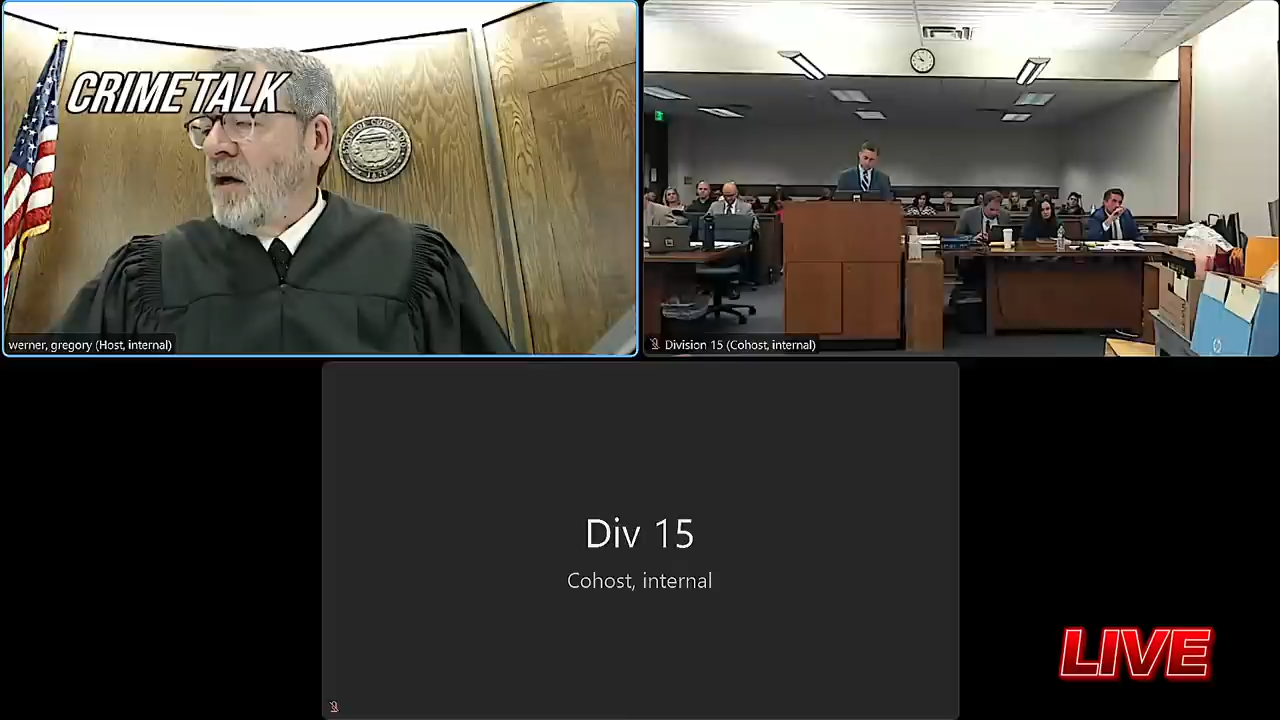 CRIME TALK
werner, gregory (Host, internal)
Division 15 (Cohost, internal)
Div 15
Cohost, internal
LIVE